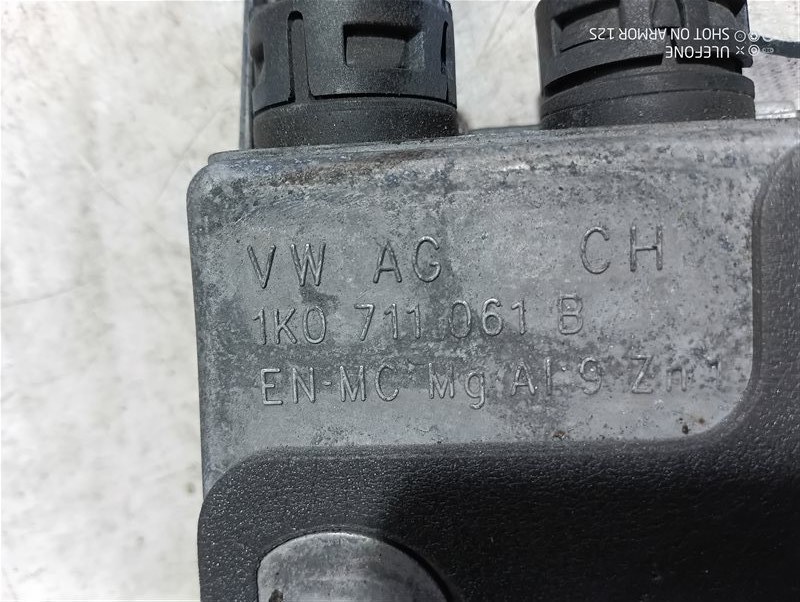 VW AG CH
1K0 711 061 B
EN-MC Mg Al 9 Zn 1
ULEFONE
SHOT ON ARMOR 12S